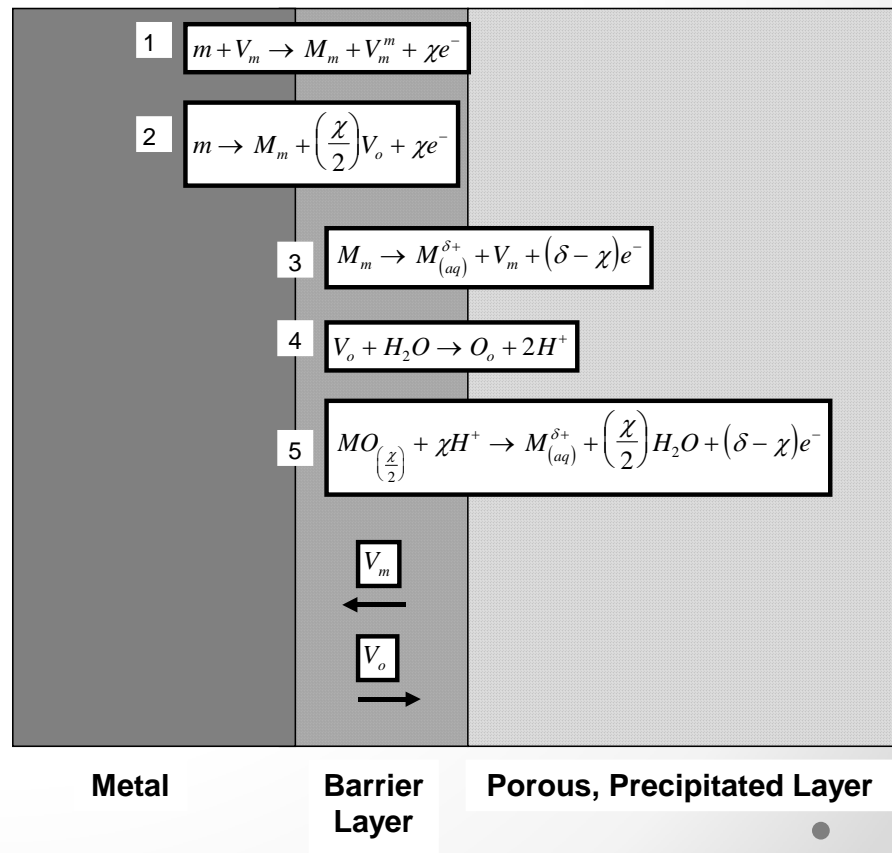 1
m + V_m → M_m + V_m^m + χe^-
2
m → M_m + (χ/2)V_o + χe^-
3
M_m → M_(aq)^{δ+} + V_m + (δ − χ)e^-
4
V_o + H_2O → O_o + 2H^+
5
MO_(χ/2) + χH^+ → M_(aq)^{δ+} + (χ/2)H_2O + (δ − χ)e^-
V_m
V_o
Metal
Barrier
Layer
Porous, Precipitated Layer